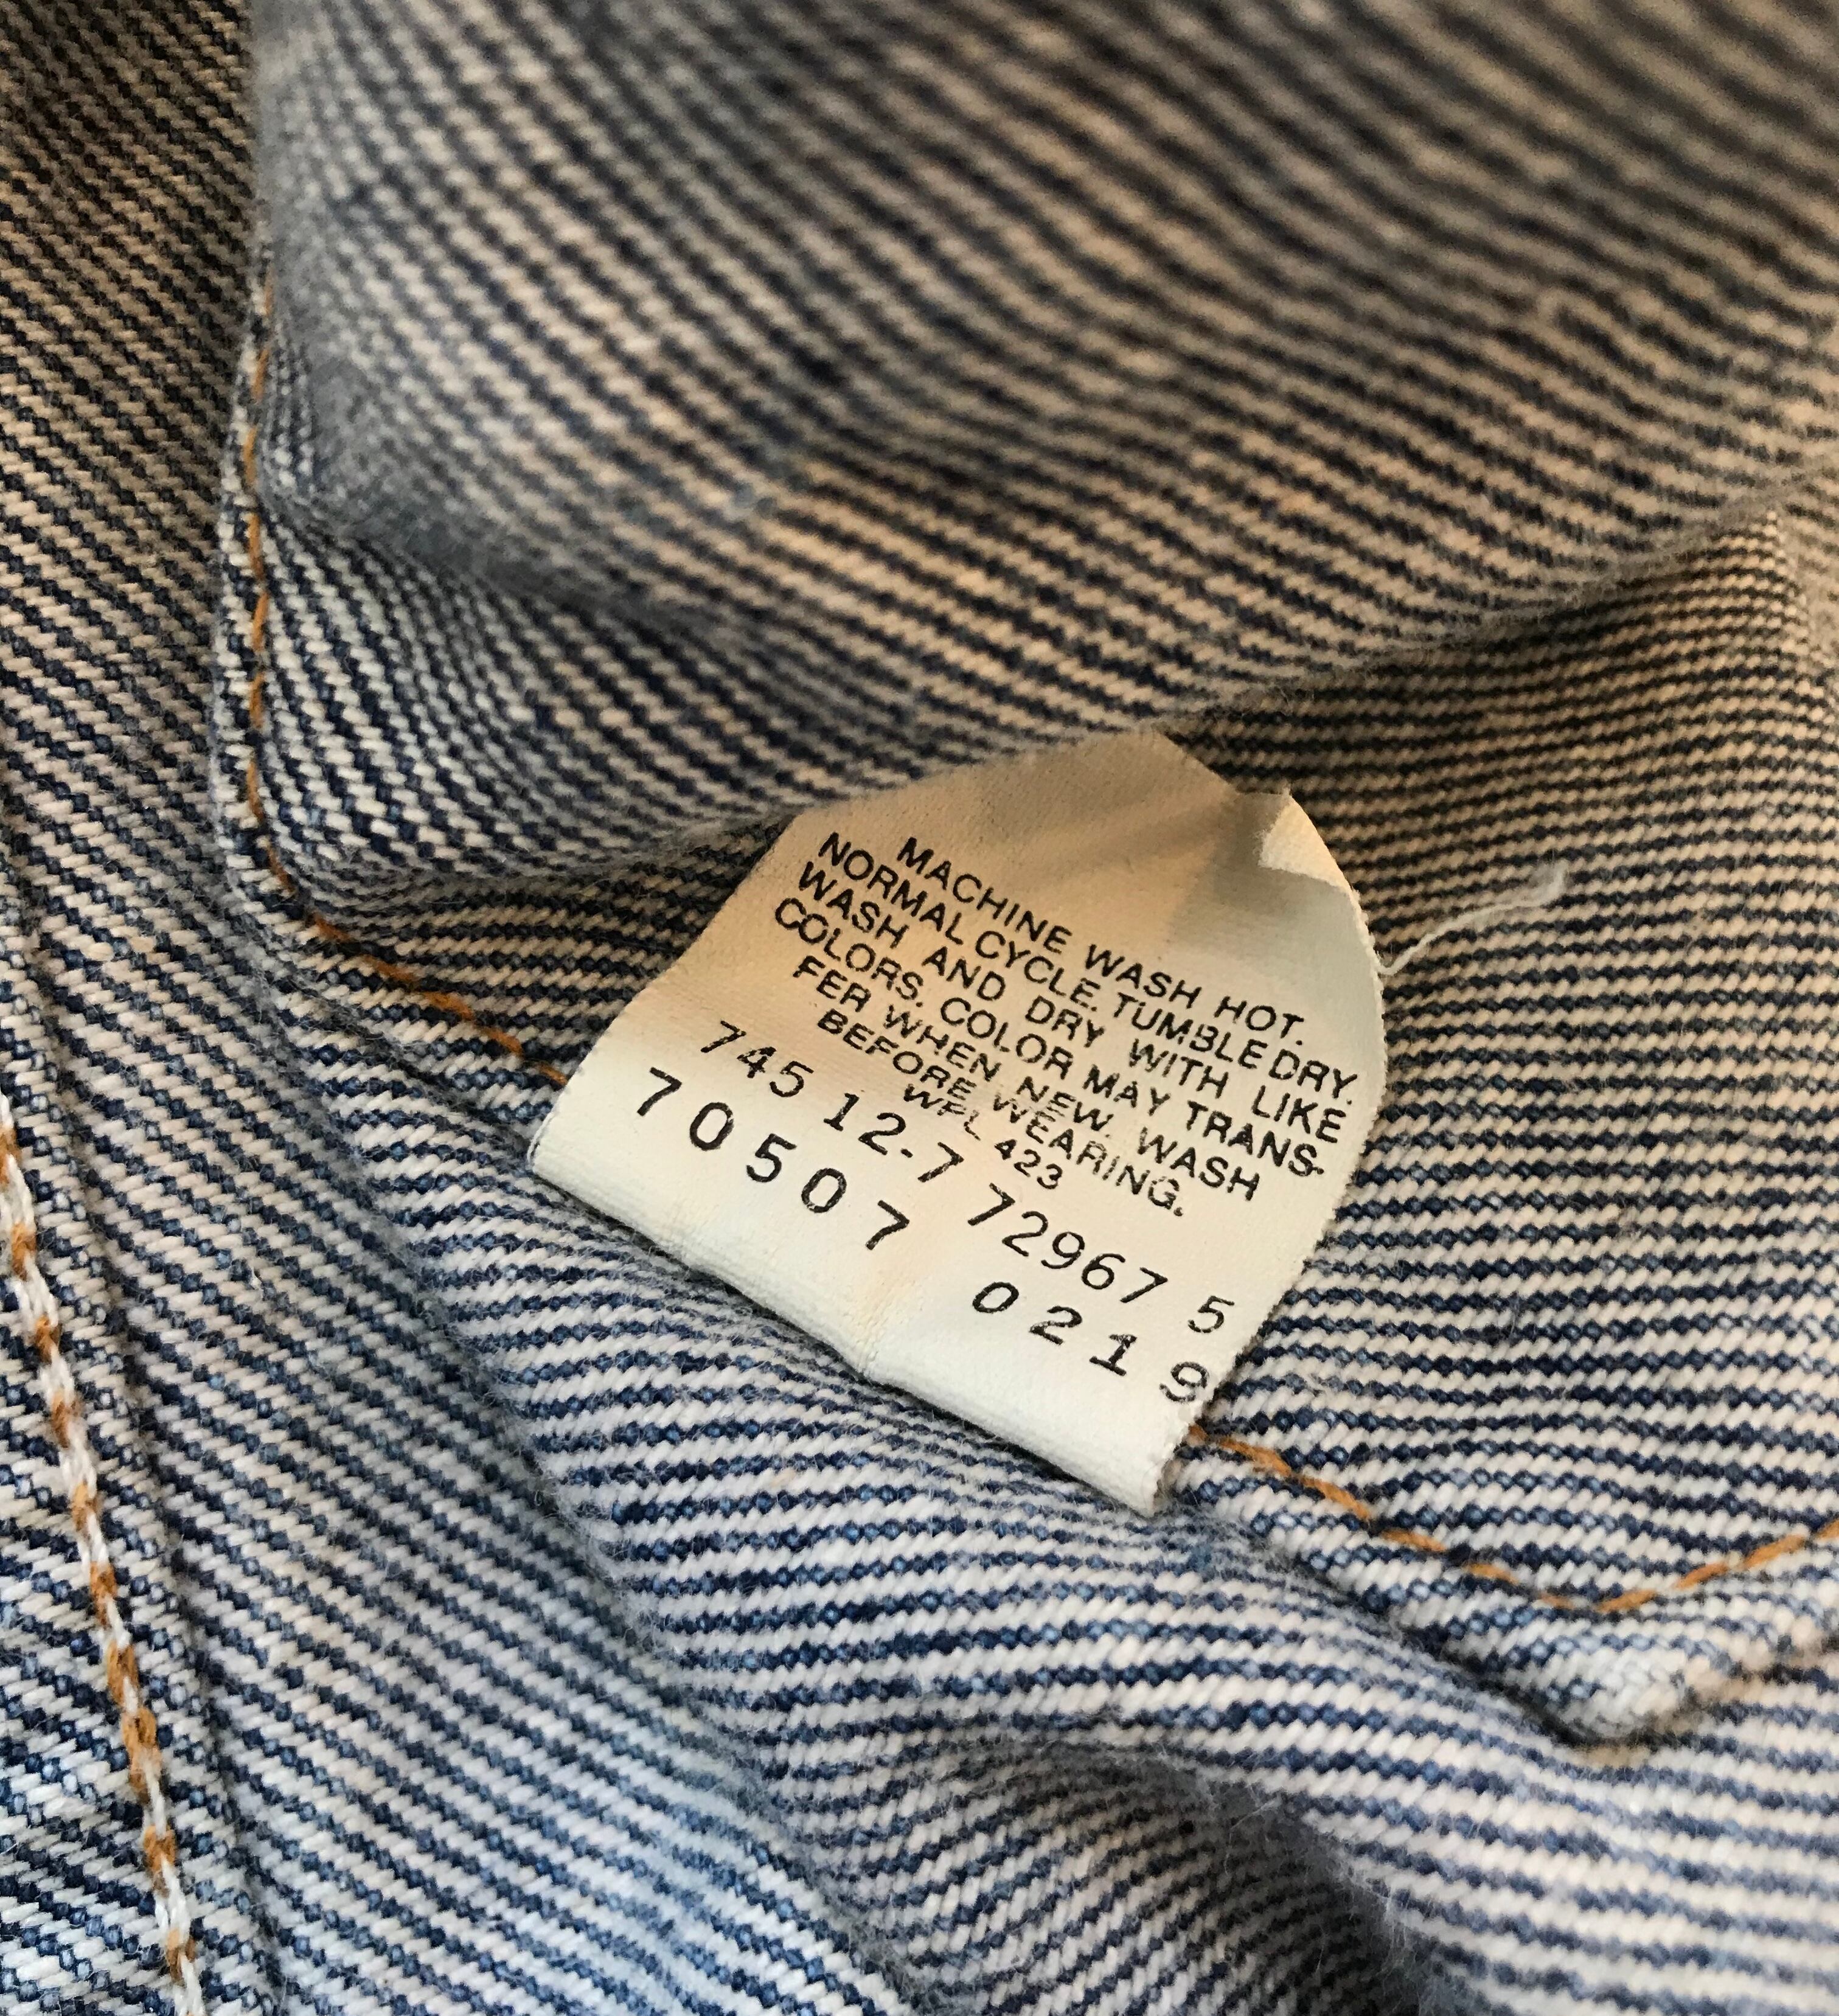 MACHINE WASH HOT.
NORMAL CYCLE. TUMBLE DRY.
WASH AND DRY WITH LIKE
COLORS. COLOR MAY TRANS-
FER WHEN NEW. WASH
BEFORE WEARING.
WPL 423
745 12-7 72967 5
70507 0219